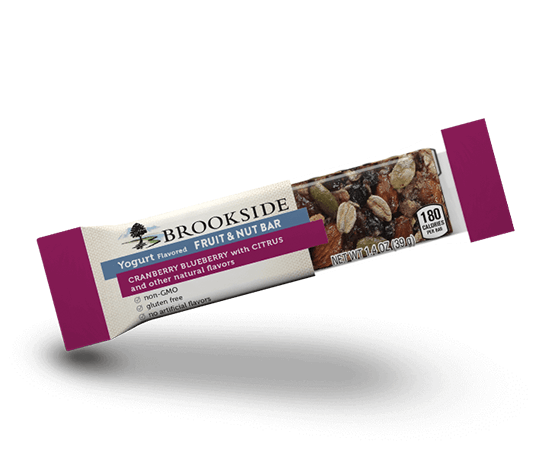 BROOKSIDE
Yogurt Flavored FRUIT & NUT BAR
CRANBERRY BLUEBERRY with CITRUS
and other natural flavors
non-GMO
gluten free
no artificial flavors
180
CALORIES
PER BAR
NET WT 1.4 OZ (39 g)